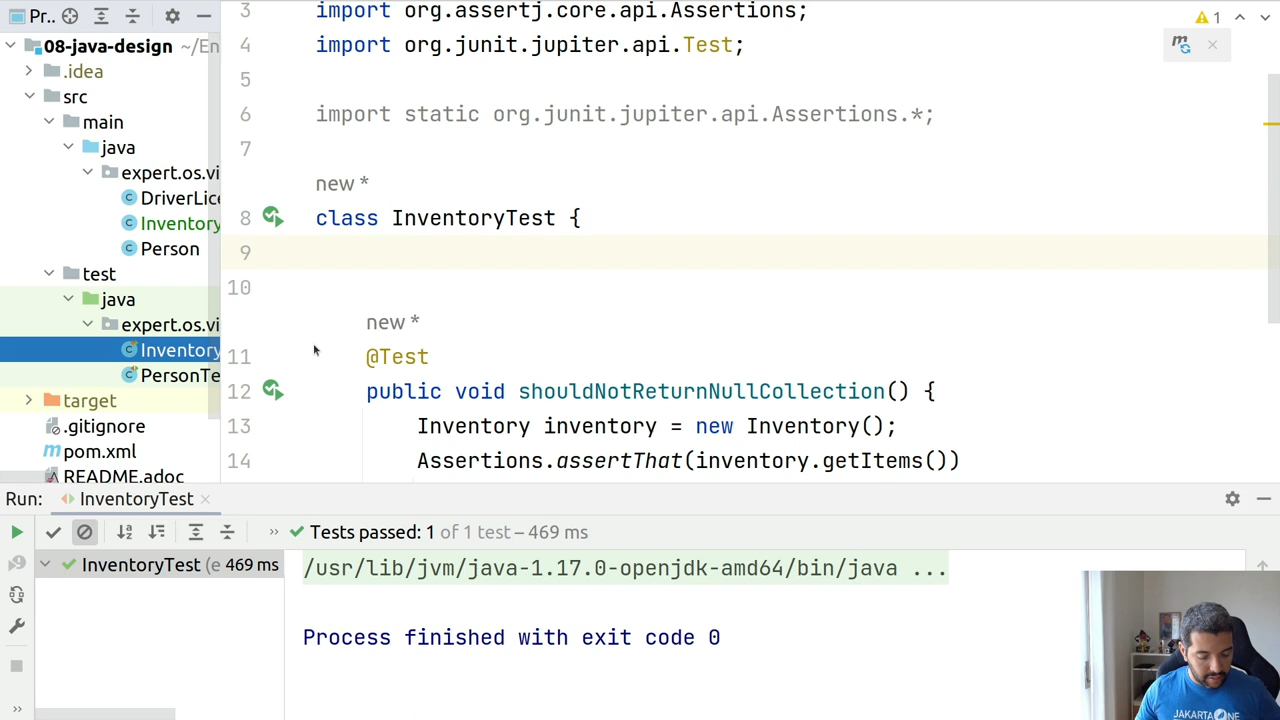 Pr..
08-java-design ~/En
.idea
src
main
java
expert.os.vi
DriverLice
Inventory
Person
test
java
expert.os.vi
Inventory
PersonTe
target
.gitignore
pom.xml
README.adoc
3 import org.assertj.core.api.Assertions;
4 import org.junit.jupiter.api.Test;
5
6 import static org.junit.jupiter.api.Assertions.*;
7
new *
8 class InventoryTest {
9
10
new *
11 @Test
12 public void shouldNotReturnNullCollection() {
13 Inventory inventory = new Inventory();
14 Assertions.assertThat(inventory.getItems())
1
Run: InventoryTest
Tests passed: 1 of 1 test – 469 ms
InventoryTest (e 469 ms
/usr/lib/jvm/java-1.17.0-openjdk-amd64/bin/java ...
Process finished with exit code 0
JAKARTAONE